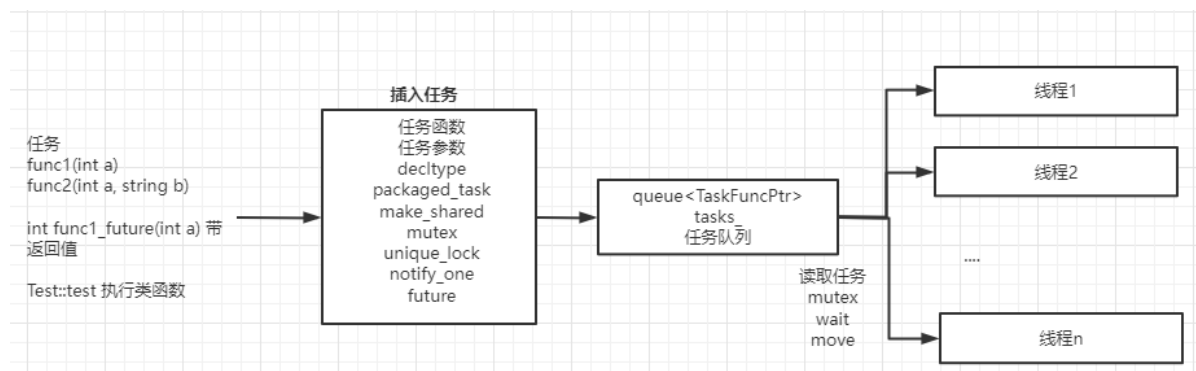 任务
func1(int a)
func2(int a, string b)
int func1_future(int a) 带
返回值
Test::test 执行类函数
插入任务
任务函数
任务参数
decltype
packaged_task
make_shared
mutex
unique_lock
notify_one
future
queue<TaskFuncPtr>
tasks_
任务队列
读取任务
mutex
wait
move
线程1
线程2
....
线程n